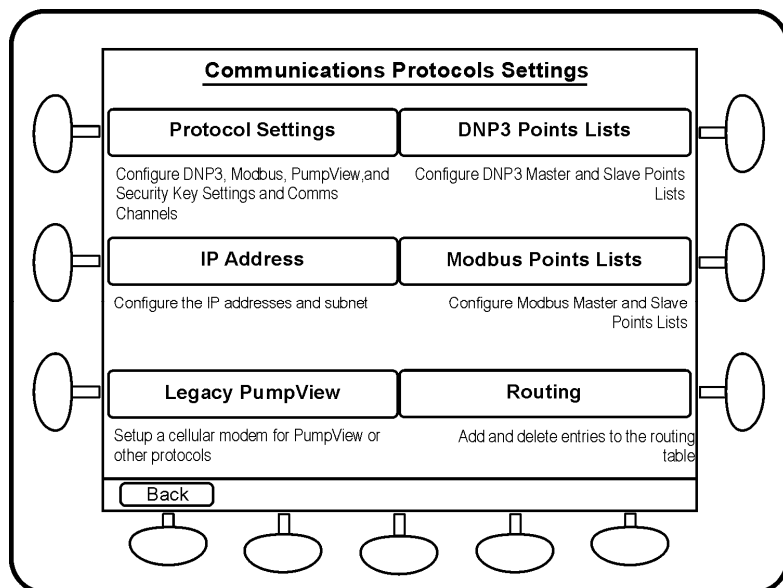 Communications Protocols Settings
Protocol Settings
DNP3 Points Lists
Configure DNP3, Modbus, PumpView,and
Security Key Settings and Comms
Channels
Configure DNP3 Master and Slave Points
Lists
IP Address
Modbus Points Lists
Configure the IP addresses and subnet
Configure Modbus Master and Slave
Points Lists
Legacy PumpView
Routing
Setup a cellular modem for PumpView or
other protocols
Add and delete entries to the routing
table
Back